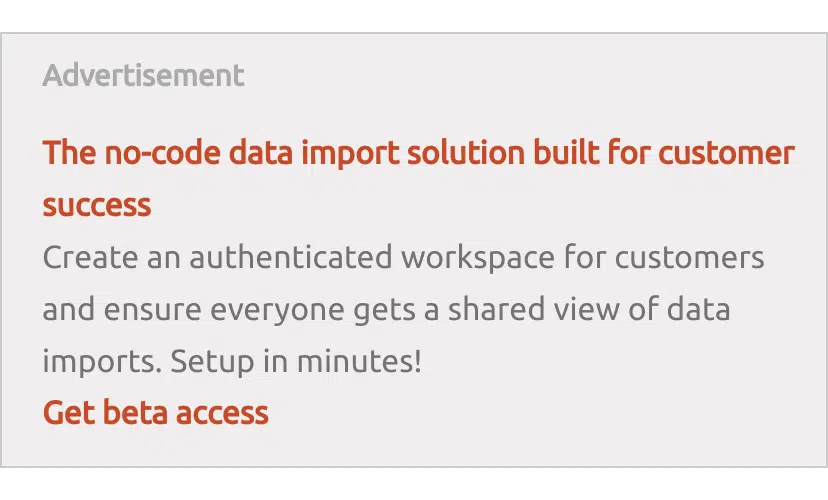 Advertisement
The no-code data import solution built for customer
success
Create an authenticated workspace for customers
and ensure everyone gets a shared view of data
imports. Setup in minutes!
Get beta access